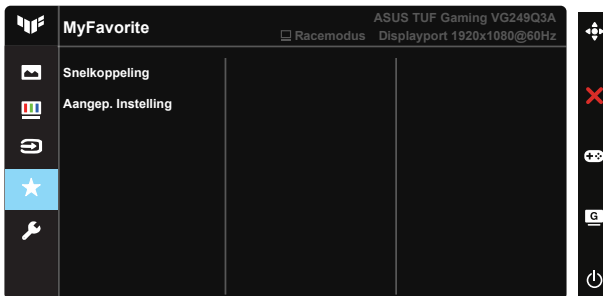 MyFavorite
ASUS TUF Gaming VG249Q3A
Racemodus Displayport 1920x1080@60Hz
Snelkoppeling
Aangep. Instelling
G